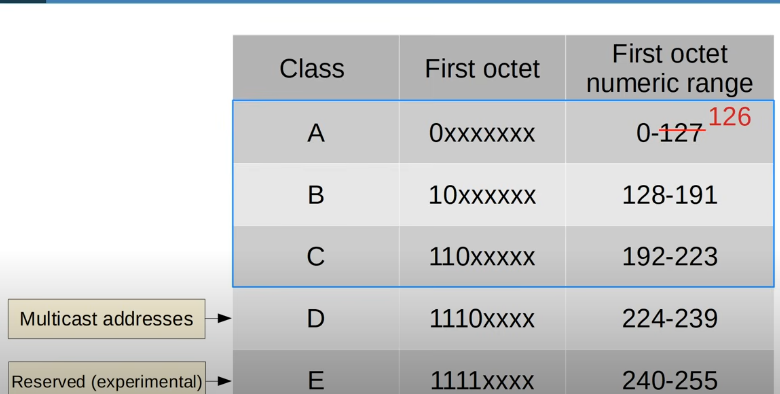 Class First octet First octet
numeric range
A 0xxxxxxx 0-127 126
B 10xxxxxx 128-191
C 110xxxxx 192-223
Multicast addresses D 1110xxxx 224-239
Reserved (experimental) E 1111xxxx 240-255